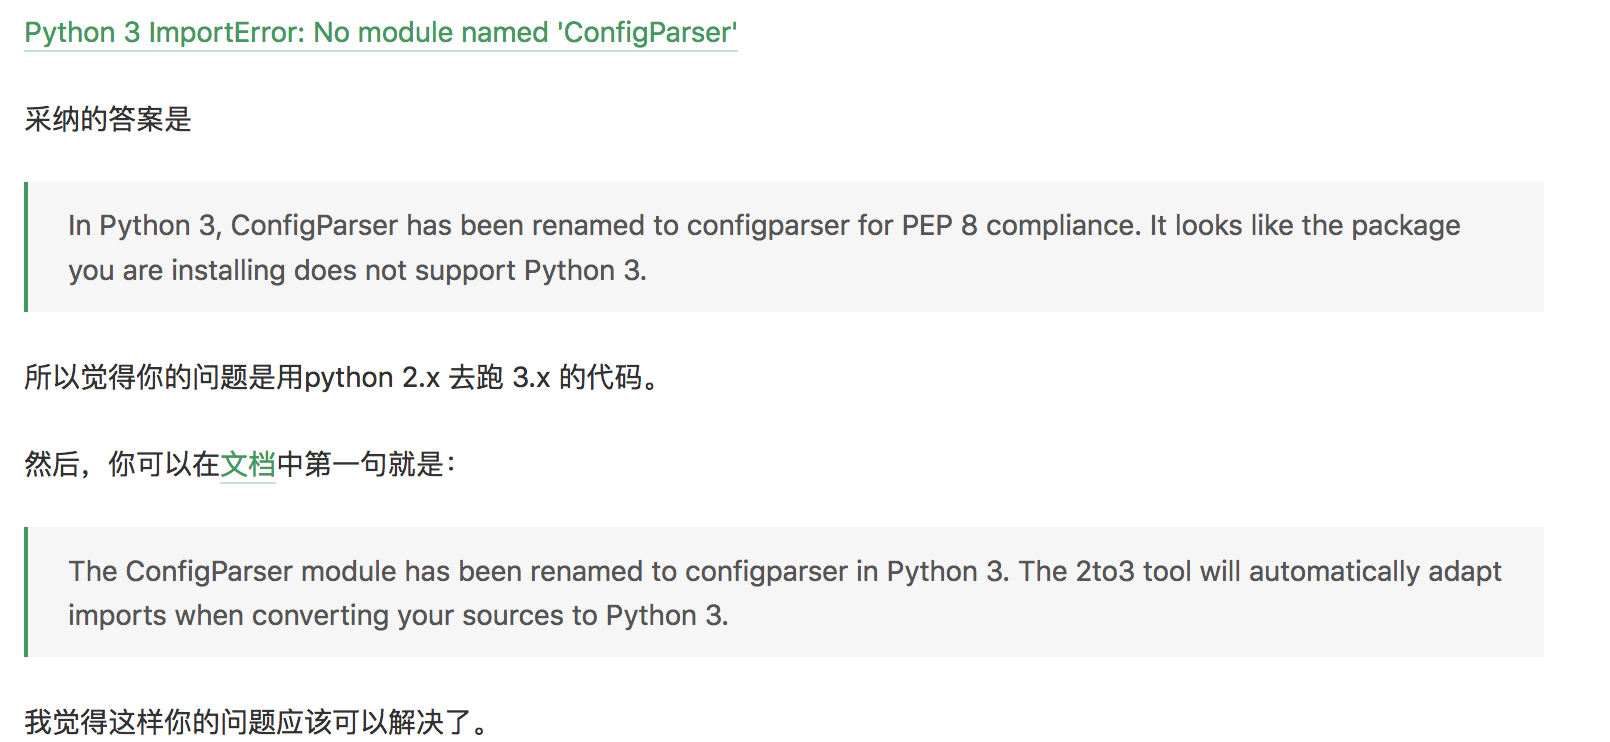 Python 3 ImportError: No module named 'ConfigParser'
采纳的答案是
In Python 3, ConfigParser has been renamed to configparser for PEP 8 compliance. It looks like the package
you are installing does not support Python 3.
所以觉得你的问题是用python 2.x 去跑 3.x 的代码。
然后，你可以在文档中第一句就是：
The ConfigParser module has been renamed to configparser in Python 3. The 2to3 tool will automatically adapt
imports when converting your sources to Python 3.
我觉得这样你的问题应该可以解决了。